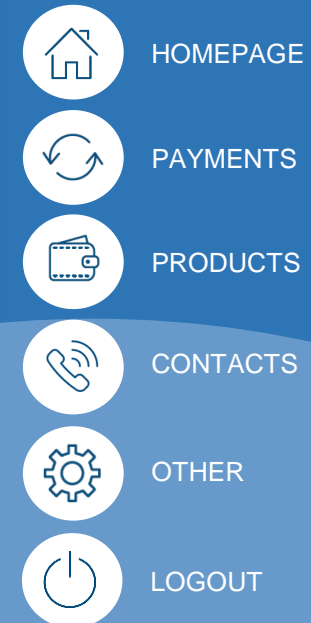 HOMEPAGE
PAYMENTS
PRODUCTS
CONTACTS
OTHER
LOGOUT